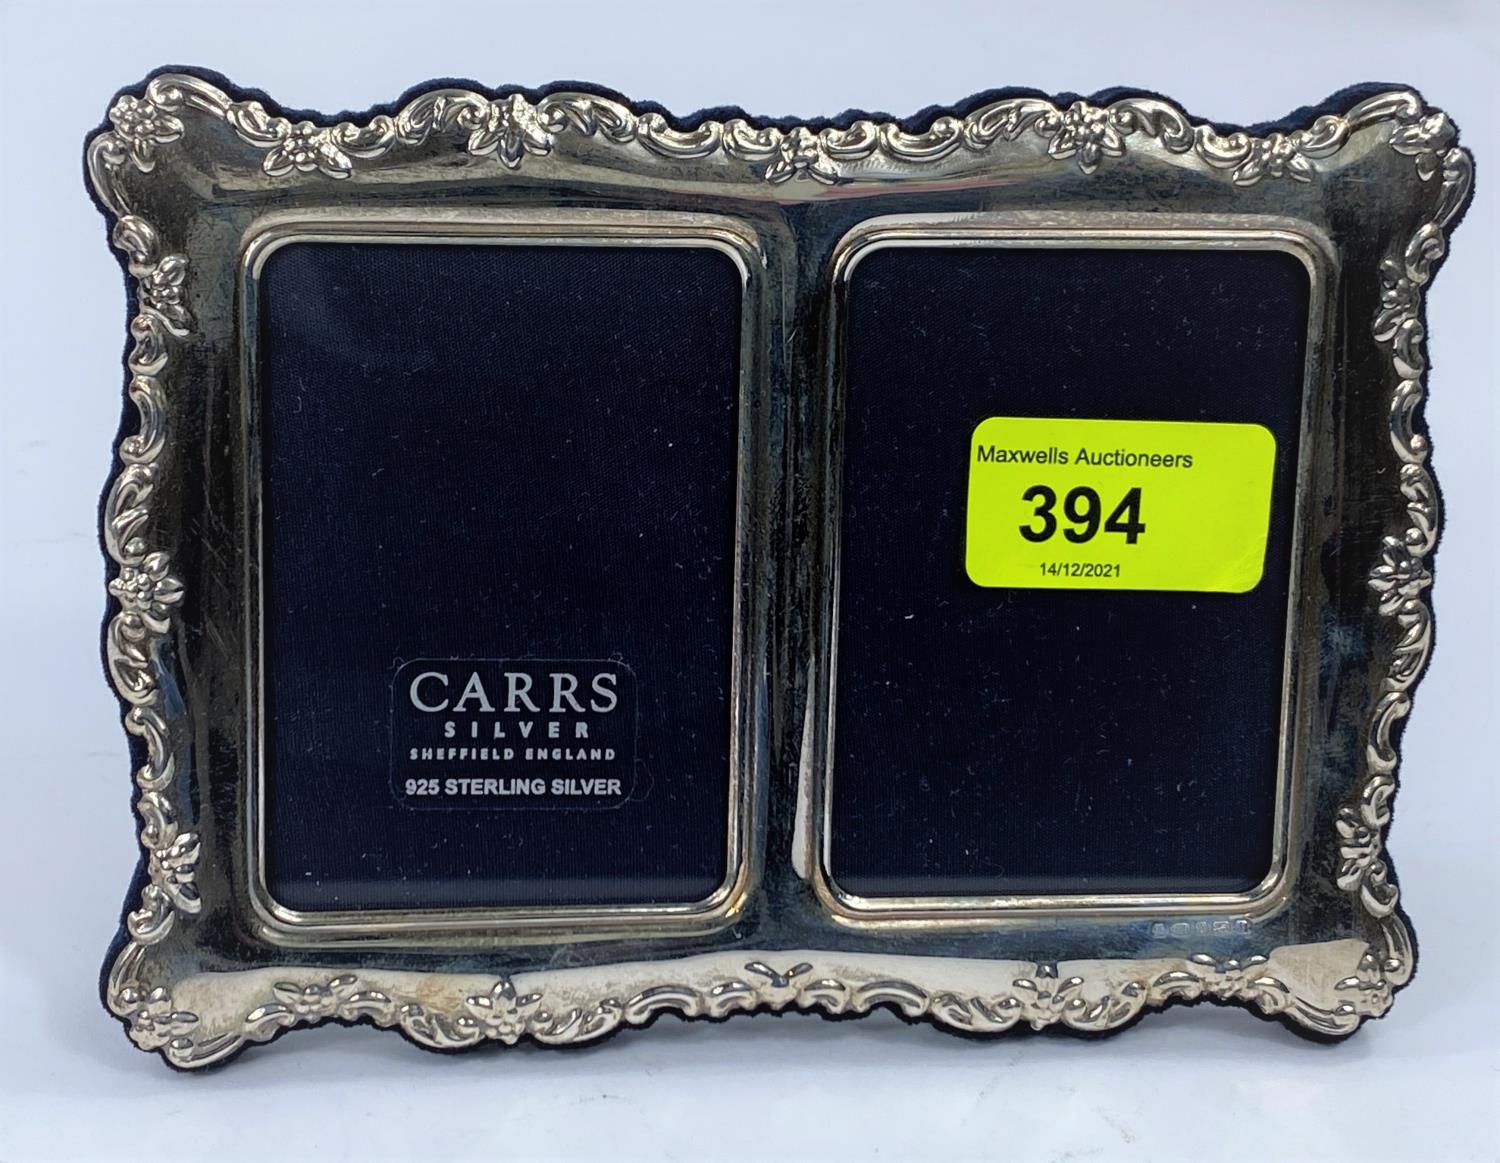 CARRS
SILVER
SHEFFIELD ENGLAND
925 STERLING SILVER
Maxwells Auctioneers
394
14/12/2021